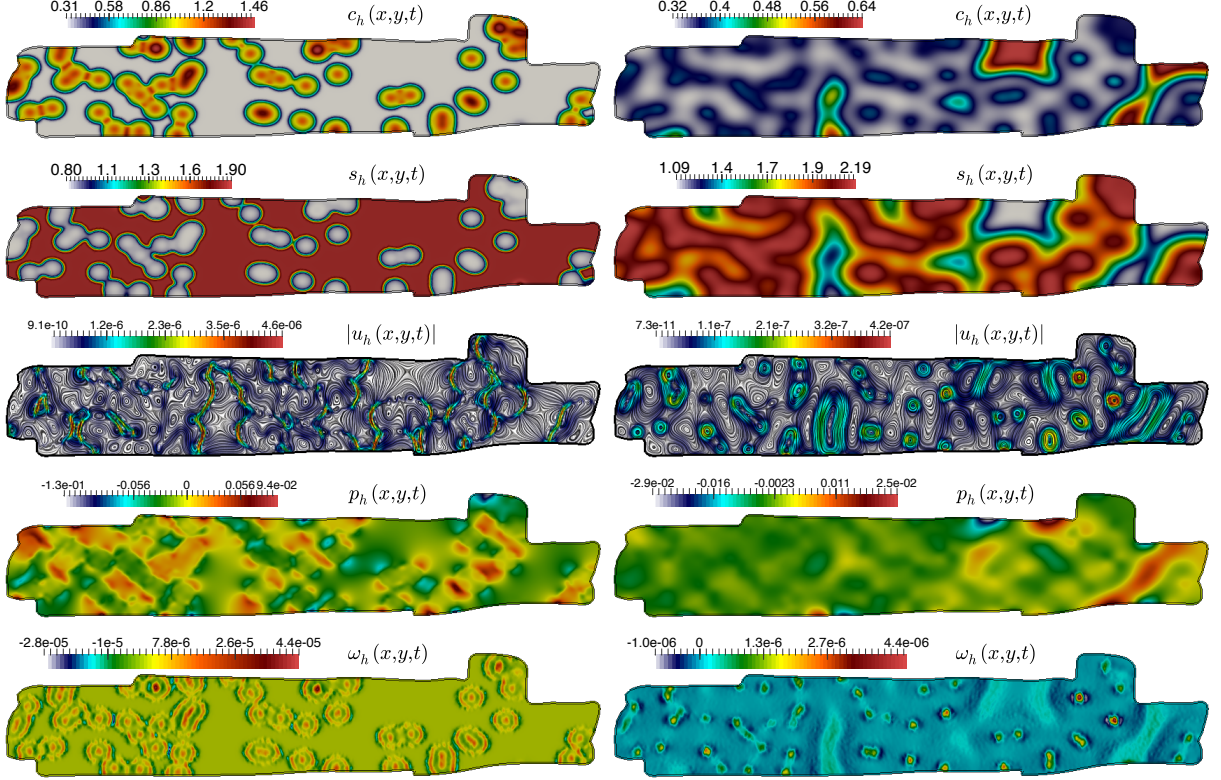 0.31 0.58 0.86 1.2 1.46 c_h(x,y,t)
0.32 0.4 0.48 0.56 0.64 c_h(x,y,t)
0.80 1.1 1.3 1.6 1.90 s_h(x,y,t)
1.09 1.4 1.7 1.9 2.19 s_h(x,y,t)
9.1e-10 1.2e-6 2.3e-6 3.5e-6 4.6e-06 |u_h(x,y,t)|
7.3e-11 1.1e-7 2.1e-7 3.2e-7 4.2e-07 |u_h(x,y,t)|
-1.3e-01 -0.056 0 0.056 9.4e-02 p_h(x,y,t)
-2.9e-02 -0.016 -0.0023 0.011 2.5e-02 p_h(x,y,t)
-2.8e-05 -1e-5 7.8e-6 2.6e-5 4.4e-05 ω_h(x,y,t)
-1.0e-06 0 1.3e-6 2.7e-6 4.4e-06 ω_h(x,y,t)